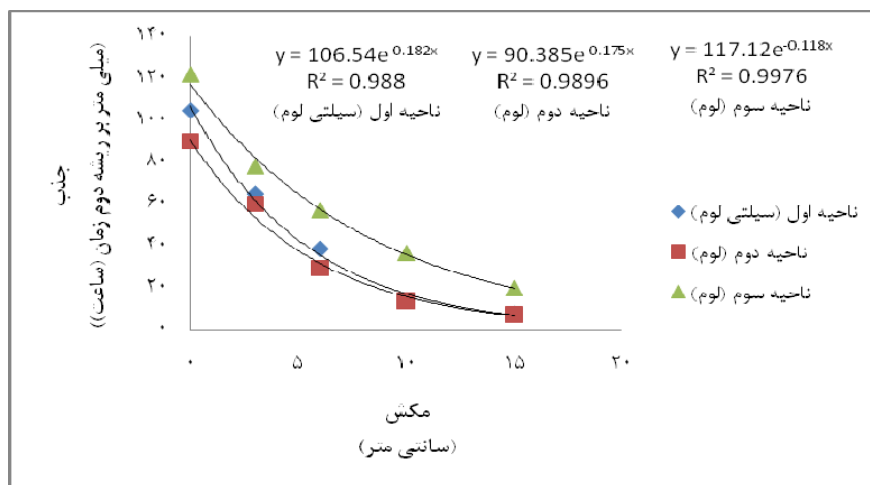 ۱۴۰
۱۲۰
۱۰۰
۸۰
۶۰
۴۰
۲۰
۰
جذب
(میلی متر بر ریشه دوم زمان (ساعت))
y = 106.54e-0.182x
R² = 0.988
ناحیه اول (سیلتی لوم)
y = 90.385e-0.175x
R² = 0.9896
ناحیه دوم (لوم)
y = 117.12e-0.118x
R² = 0.9976
ناحیه سوم (لوم)
ناحیه اول (سیلتی لوم)
ناحیه دوم (لوم)
ناحیه سوم (لوم)
۰ ۵ ۱۰ ۱۵ ۲۰
مکش
(سانتی متر)